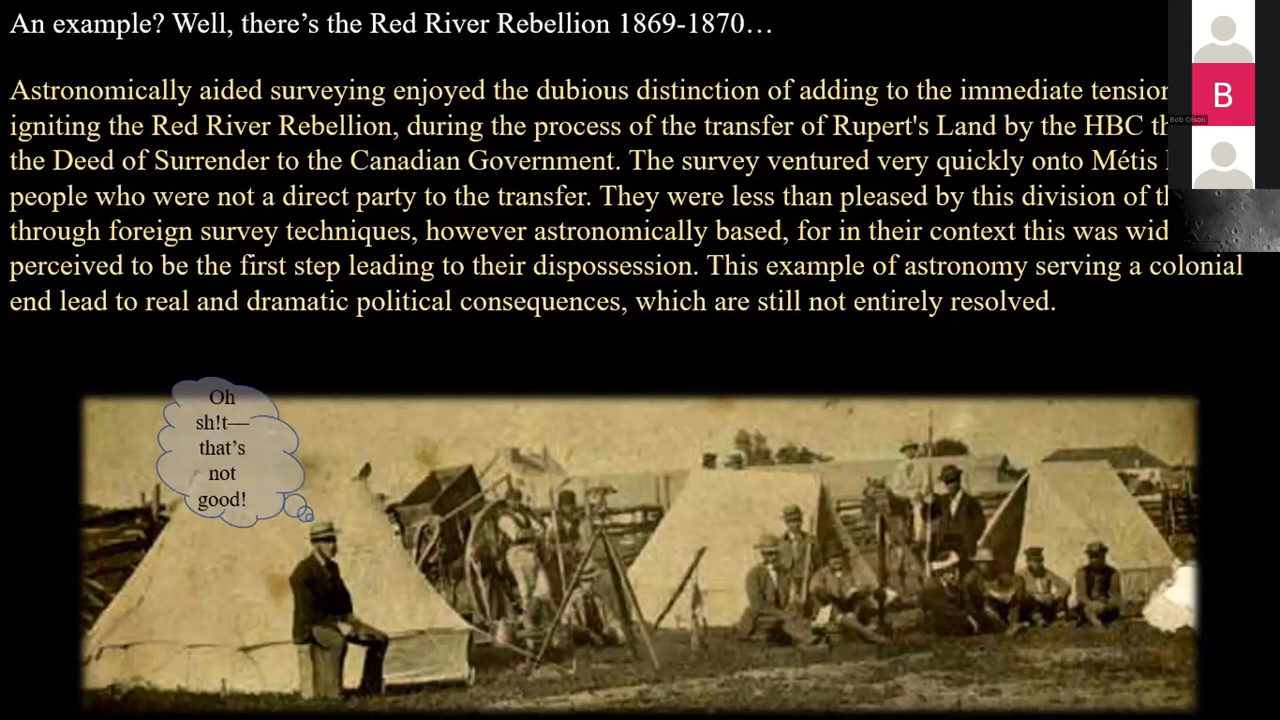 An example? Well, there’s the Red River Rebellion 1869-1870…
Astronomically aided surveying enjoyed the dubious distinction of adding to the immediate tension
igniting the Red River Rebellion, during the process of the transfer of Rupert's Land by the HBC
the Deed of Surrender to the Canadian Government. The survey ventured very quickly onto Métis
people who were not a direct party to the transfer. They were less than pleased by this division of
through foreign survey techniques, however astronomically based, for in their context this was
perceived to be the first step leading to their dispossession. This example of astronomy serving a colonial
end lead to real and dramatic political consequences, which are still not entirely resolved.
Oh
sh!t—
that’s
not
good!
B
Bob Olson